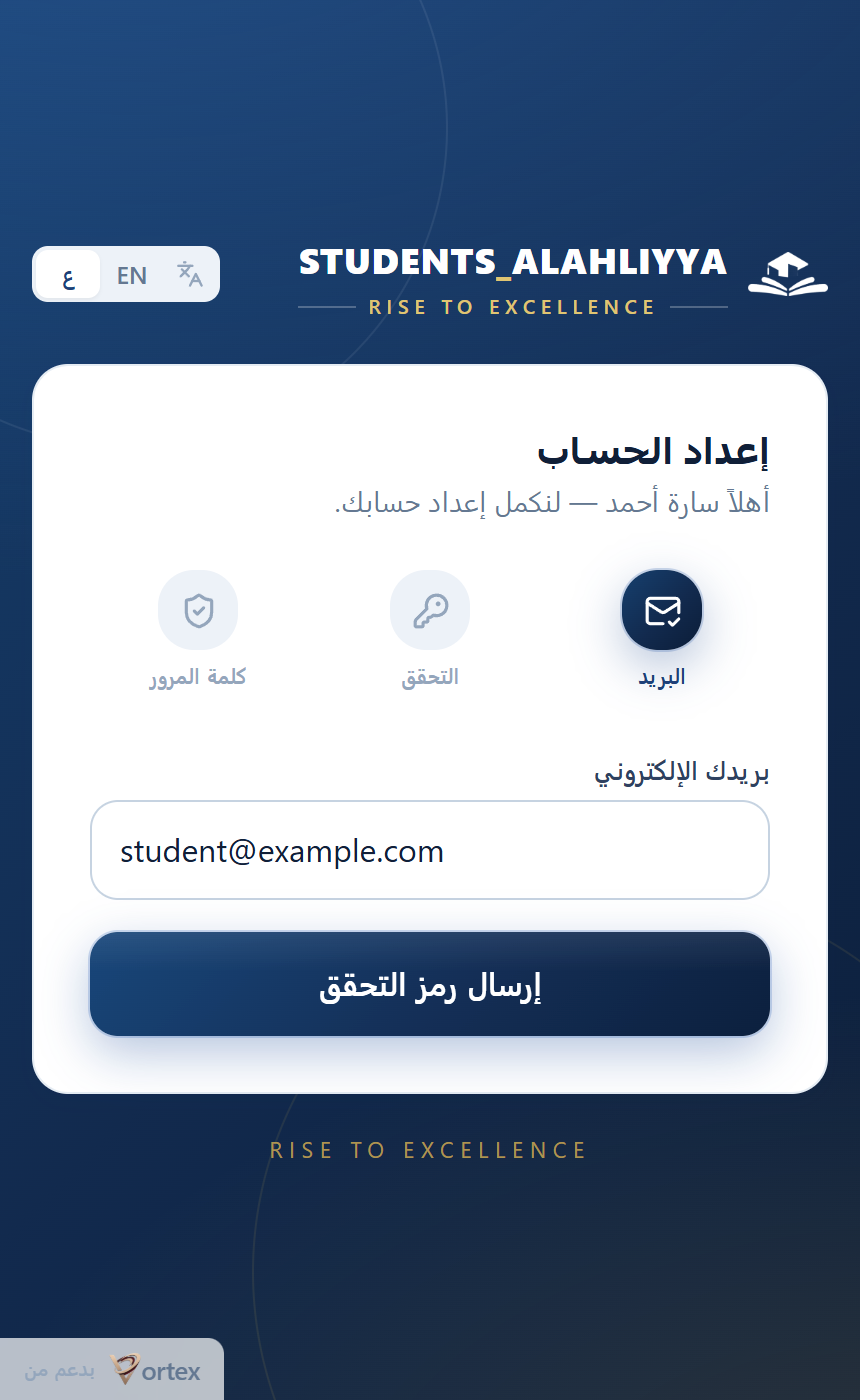 STUDENTS_ALAHLIYYA
RISE TO EXCELLENCE
EN
ع
إعداد الحساب
أهلاً سارة أحمد — لنكمل إعداد حسابك.
البريد
التحقق
كلمة المرور
بريدك الإلكتروني
student@example.com
إرسال رمز التحقق
RISE TO EXCELLENCE
بدعم من Vortex